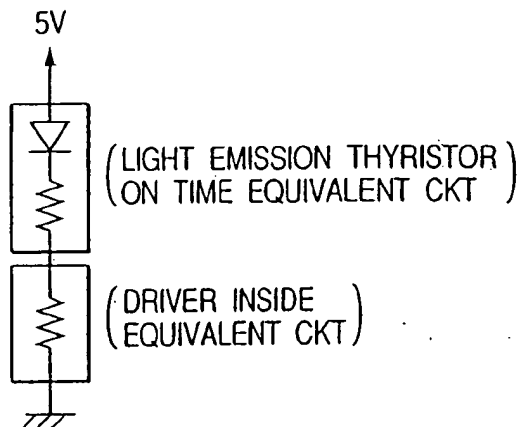 5V
(LIGHT EMISSION THYRISTOR
ON TIME EQUIVALENT CKT)
(DRIVER INSIDE
EQUIVALENT CKT)